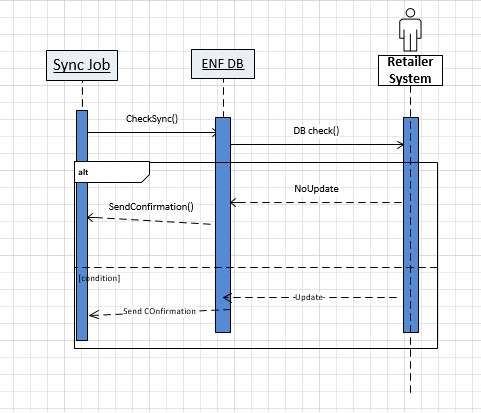 Sync Job
ENF DB
Retailer
System
CheckSync()
DB check()
alt
NoUpdate
SendConfirmation()
[condition]
-Update-
Send COnfirmation